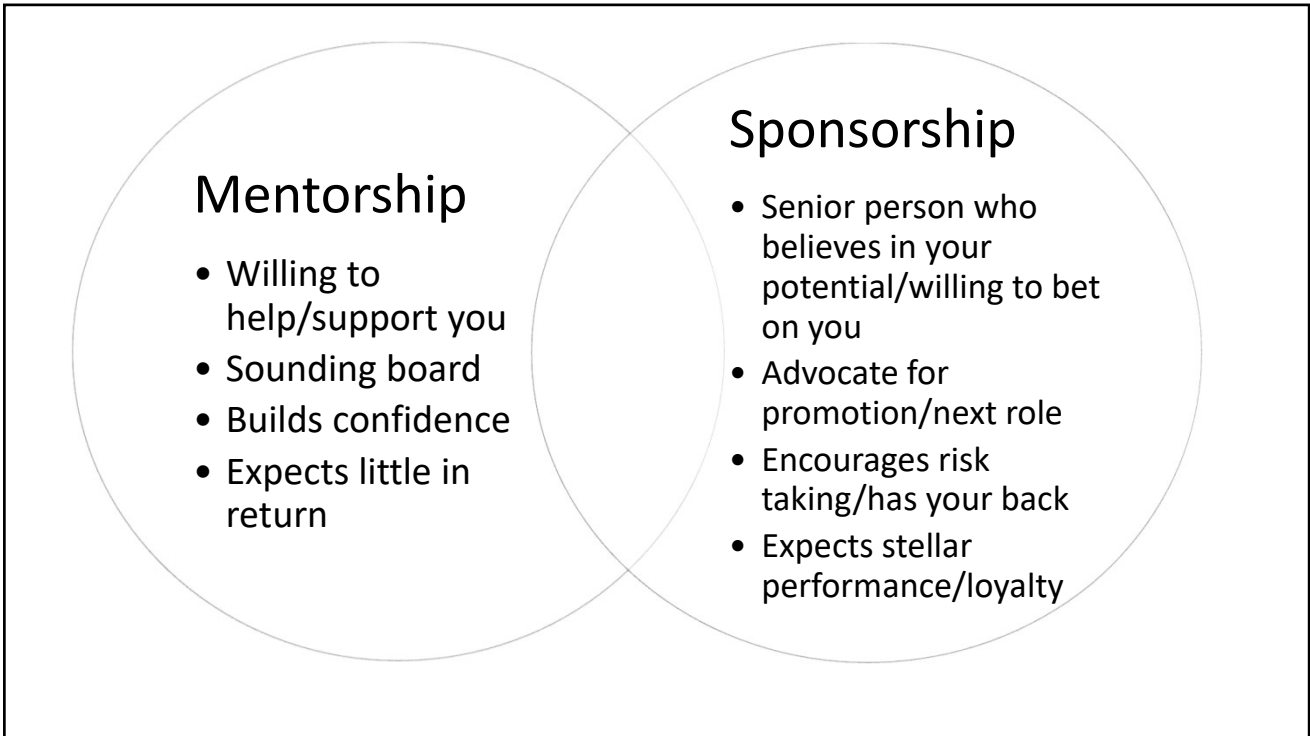 Mentorship
• Willing to
help/support you
• Sounding board
• Builds confidence
• Expects little in
return
Sponsorship
• Senior person who
believes in your
potential/willing to bet
on you
• Advocate for
promotion/next role
• Encourages risk
taking/has your back
• Expects stellar
performance/loyalty